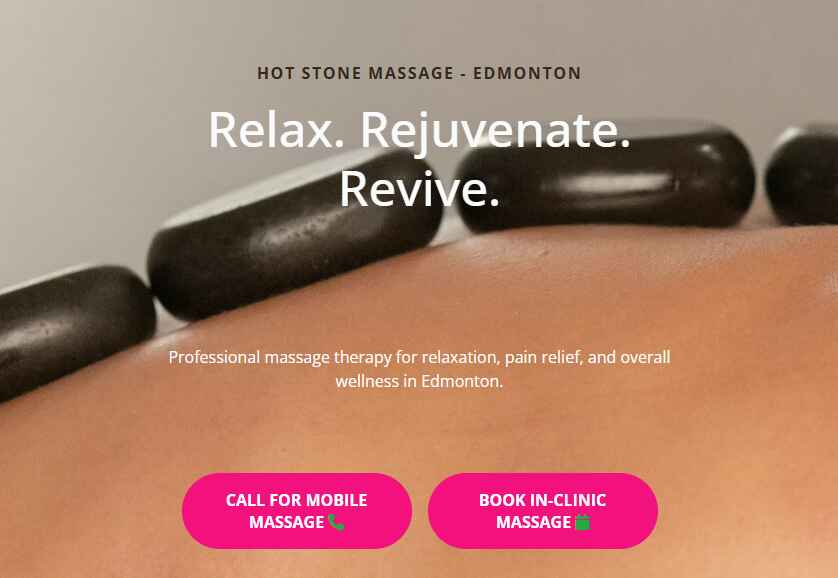 HOT STONE MASSAGE - EDMONTON
Relax. Rejuvenate.
Revive.
Professional massage therapy for relaxation, pain relief, and overall
wellness in Edmonton.
CALL FOR MOBILE
MASSAGE
BOOK IN-CLINIC
MASSAGE